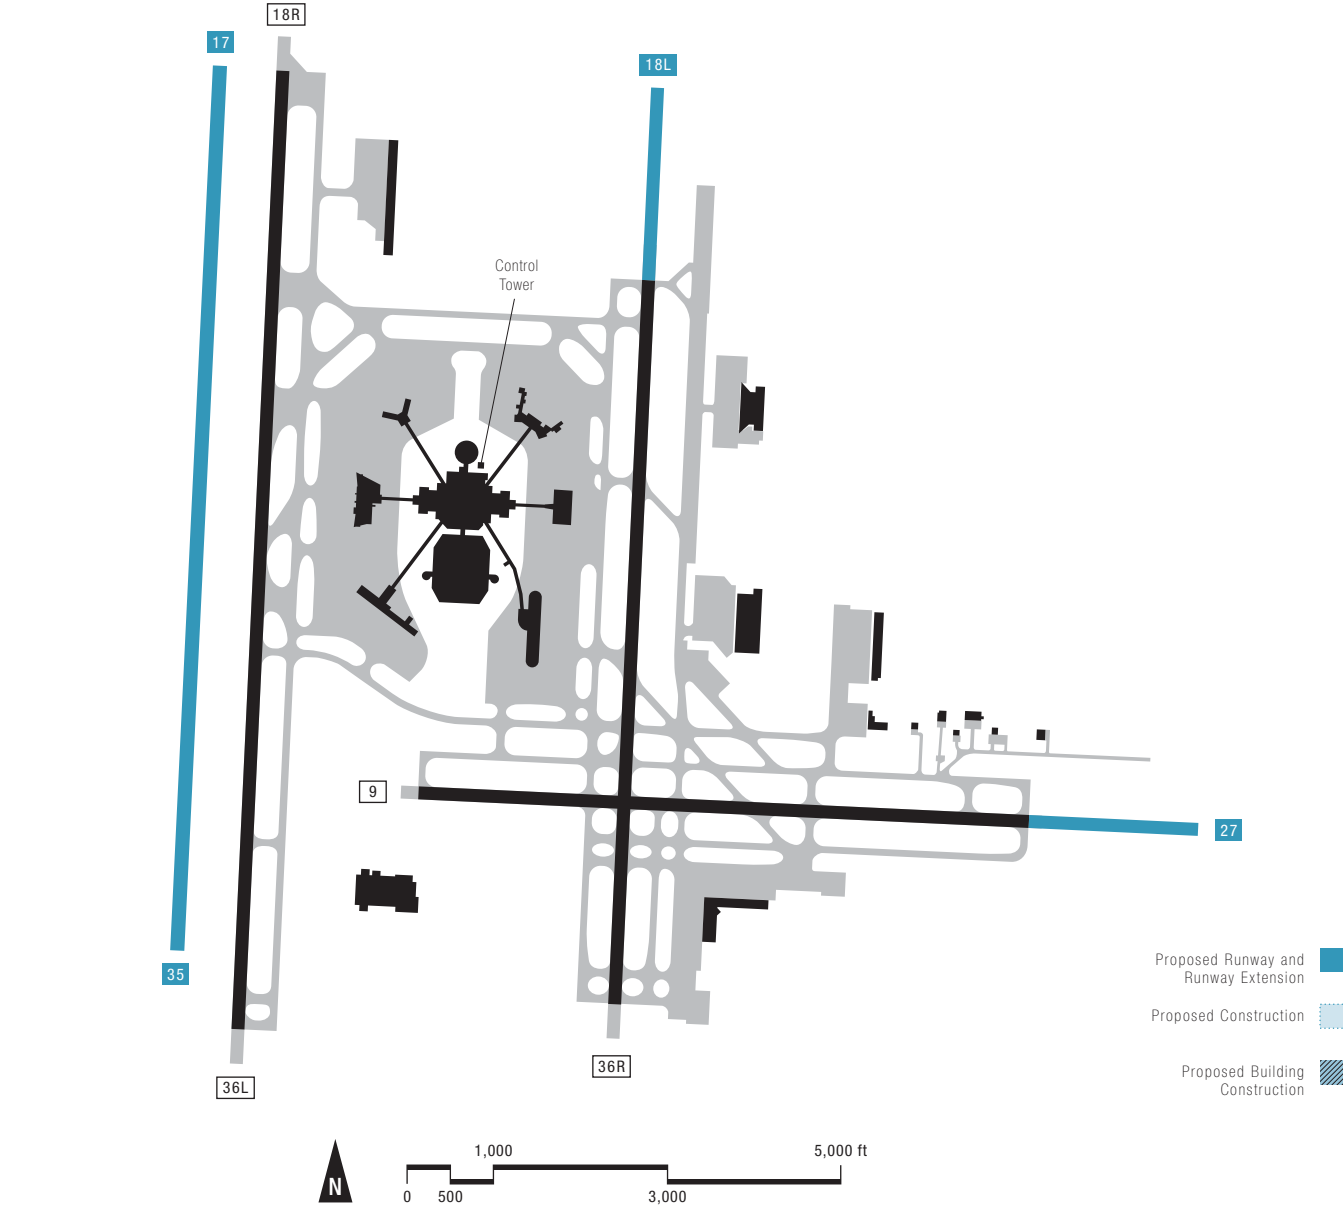 18R
17
18L
Control
Tower
9
27
35
Proposed Runway and
Runway Extension
Proposed Construction
Proposed Building
Construction
36R
36L
N
1,000
5,000 ft
0
500
3,000